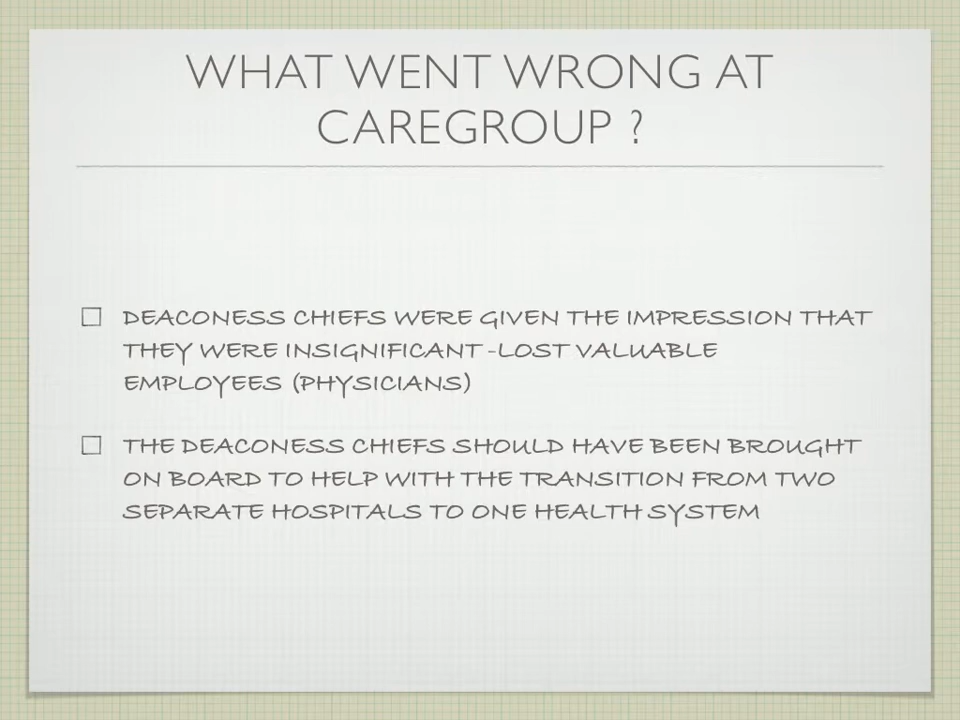 WHAT WENT WRONG AT
CAREGROUP ?
DEACONESS CHIEFS WERE GIVEN THE IMPRESSION THAT
THEY WERE INSIGNIFICANT -LOST VALUABLE
EMPLOYEES (PHYSICIANS)
THE DEACONESS CHIEFS SHOULD HAVE BEEN BROUGHT
ON BOARD TO HELP WITH THE TRANSITION FROM TWO
SEPARATE HOSPITALS TO ONE HEALTH SYSTEM